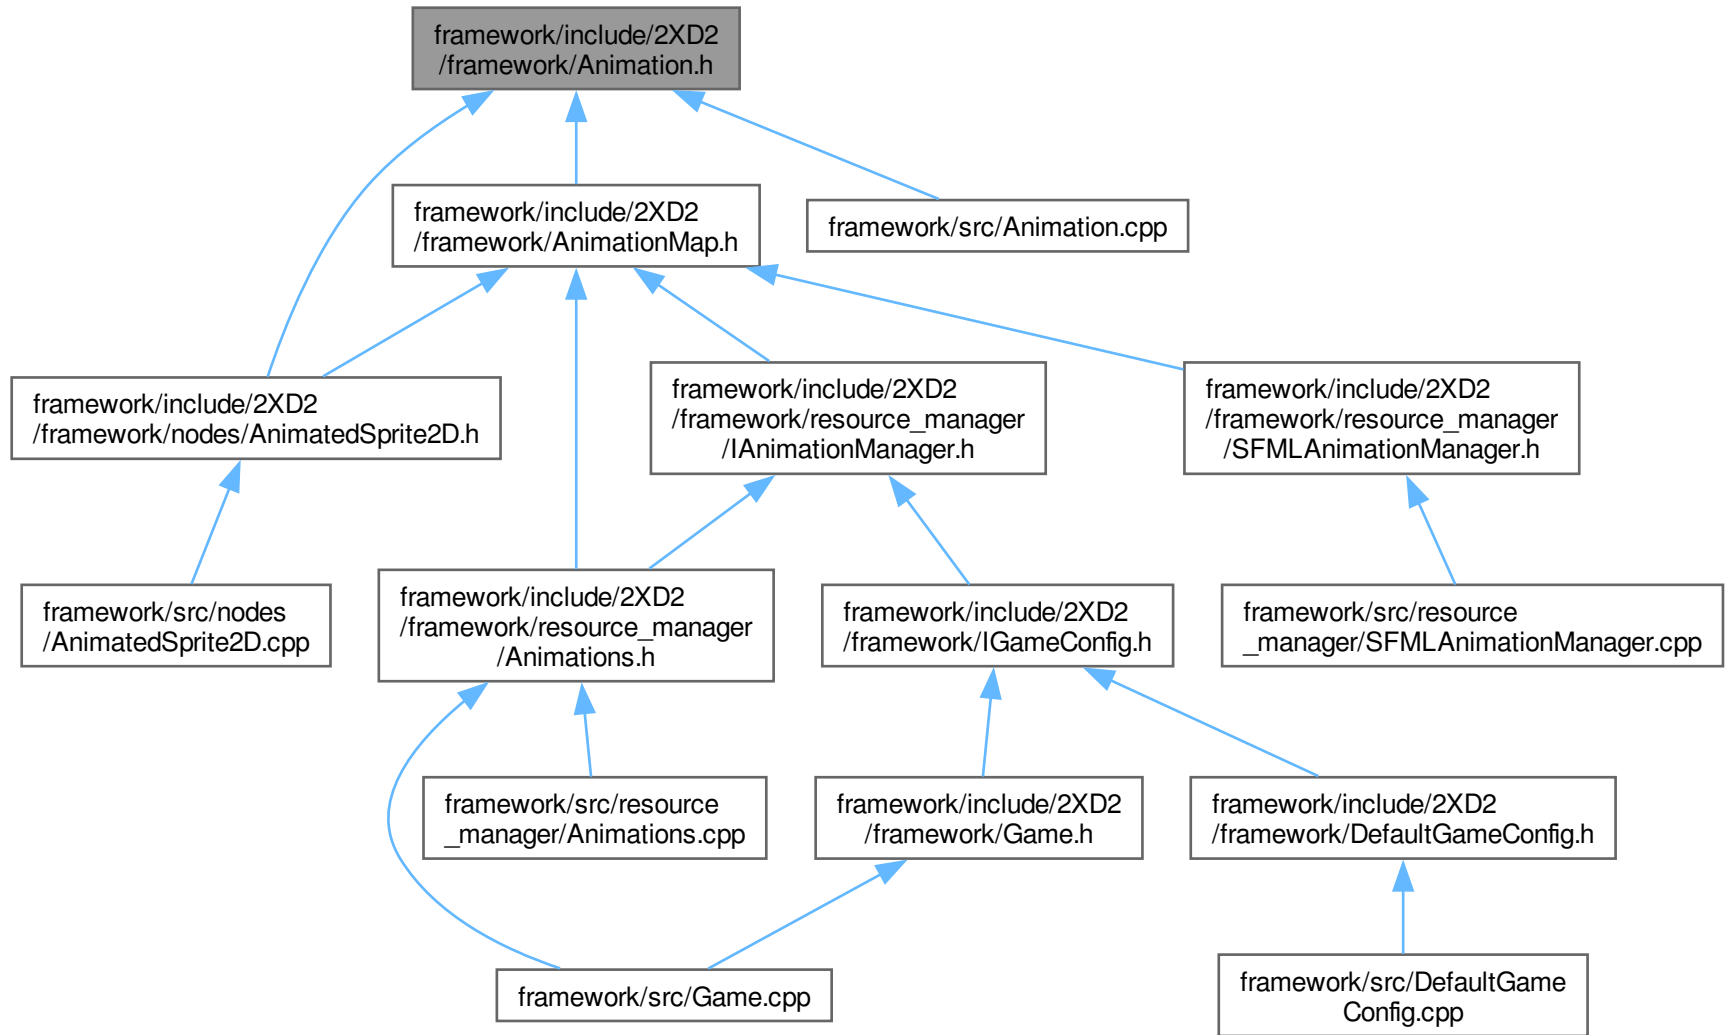 framework/include/2XD2
/framework/Animation.h
framework/include/2XD2
/framework/AnimationMap.h
framework/src/Animation.cpp
framework/include/2XD2
/framework/nodes/AnimatedSprite2D.h
framework/include/2XD2
/framework/resource_manager
/IAnimationManager.h
framework/include/2XD2
/framework/resource_manager
/SFMLAnimationManager.h
framework/src/nodes
/AnimatedSprite2D.cpp
framework/include/2XD2
/framework/resource_manager
/Animations.h
framework/include/2XD2
/framework/IGameConfig.h
framework/src/resource
_manager/SFMLAnimationManager.cpp
framework/src/resource
_manager/Animations.cpp
framework/include/2XD2
/framework/Game.h
framework/include/2XD2
/framework/DefaultGameConfig.h
framework/src/Game.cpp
framework/src/DefaultGame
Config.cpp